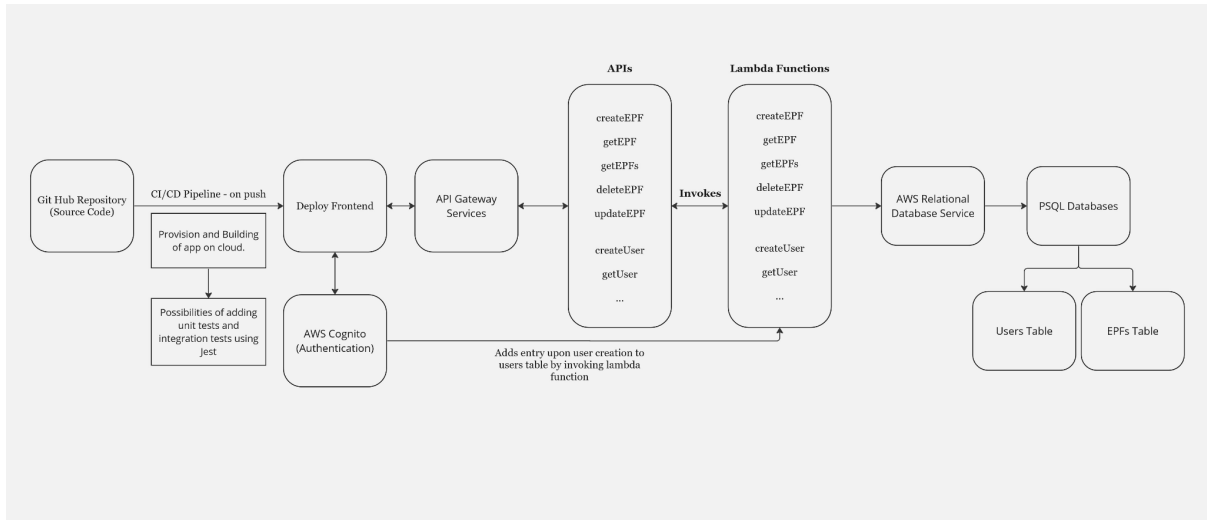 APIs
Lambda Functions
Git Hub Repository
(Source Code)
CI/CD Pipeline - on push
Provision and Building
of app on cloud.
Possibilities of adding
unit tests and
integration tests using
Jest
Deploy Frontend
AWS Cognito
(Authentication)
API Gateway
Services
createEPF
getEPF
getEPFs
deleteEPF
updateEPF
createUser
getUser
...
Invokes
createEPF
getEPF
getEPFs
deleteEPF
updateEPF
createUser
getUser
...
Adds entry upon user creation to
users table by invoking lambda
function
AWS Relational
Database Service
PSQL Databases
Users Table
EPFs Table